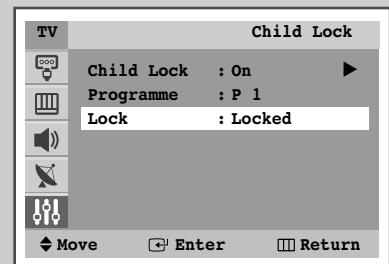 TV Child Lock
Child Lock : On
Programme : P 1
Lock : Locked
Move Enter Return